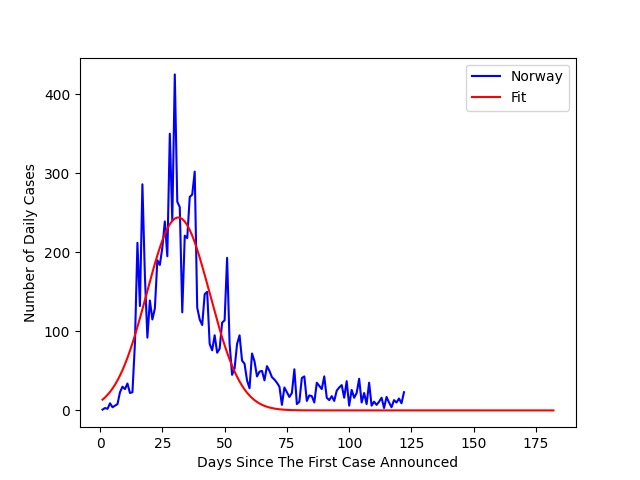 Norway
Fit
400
300
200
100
0
Number of Daily Cases
0 25 50 75 100 125 150 175
Days Since The First Case Announced